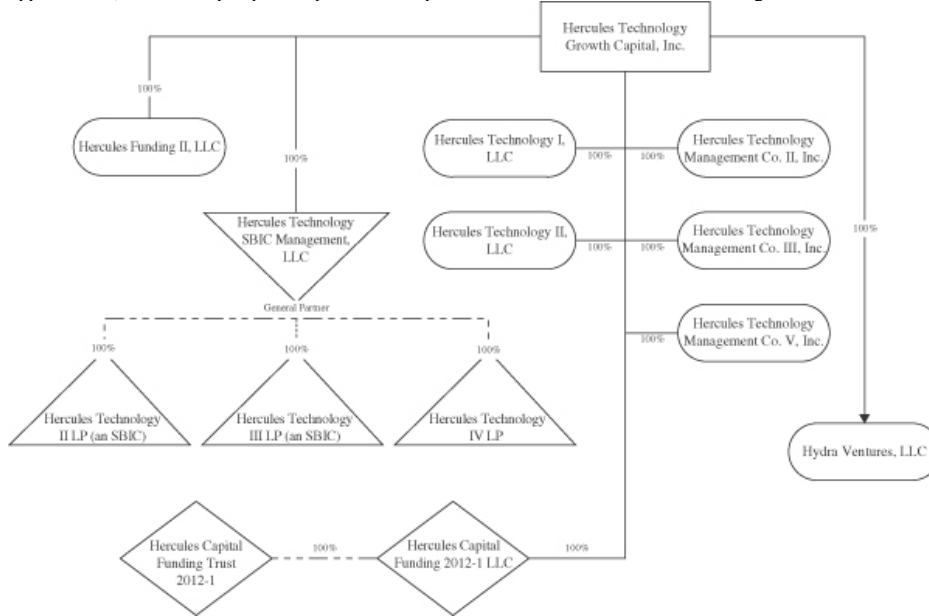 Hercules Technology
Growth Capital, Inc.
100%
Hercules Funding II, LLC
100%
Hercules Technology I,
LLC
100%
100%
Hercules Technology
Management Co. II, Inc.
Hercules Technology
SBIC Management,
LLC
Hercules Technology II,
LLC
100%
100%
Hercules Technology
Management Co. III, Inc.
100%
General Partner
100%
100%
100%
100%
Hercules Technology
Management Co. V, Inc.
Hercules Technology
II LP (an SBIC)
Hercules Technology
III LP (an SBIC)
Hercules Technology
IV LP
Hydra Ventures, LLC
Hercules Capital
Funding Trust
2012-1
100%
Hercules Capital
Funding 2012-1 LLC
100%